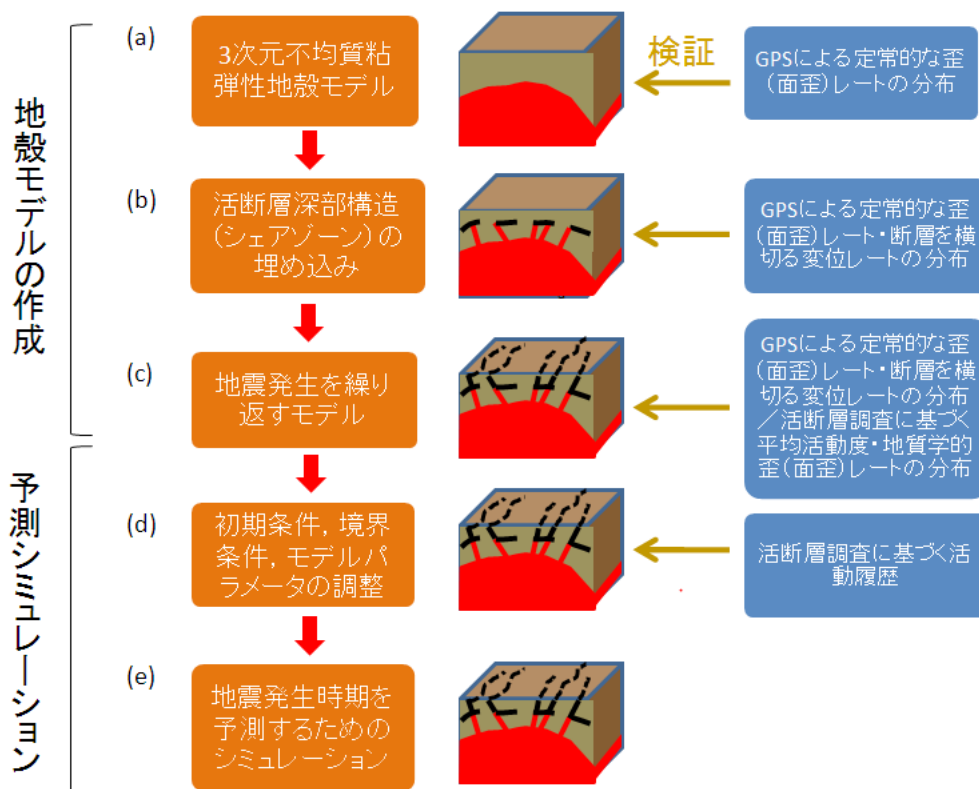 地殻モデルの作成
予測シミュレーション
(a)
3次元不均質粘
弾性地殻モデル
検証
GPSによる定常的な歪
(面歪)レートの分布
(b)
活断層深部構造
(シェアゾーン)の
埋め込み
GPSによる定常的な歪
(面歪)レート・断層を横
切る変位レートの分布
(c)
地震発生を繰り
返すモデル
GPSによる定常的な歪
(面歪)レート・断層を横
切る変位レートの分布
/活断層調査に基づく
平均活動度・地質学的
歪(面歪)レートの分布
(d)
初期条件,境界
条件,モデルパ
ラメータの調整
活断層調査に基づく活
動履歴
(e)
地震発生時期を
予測するための
シミュレーション